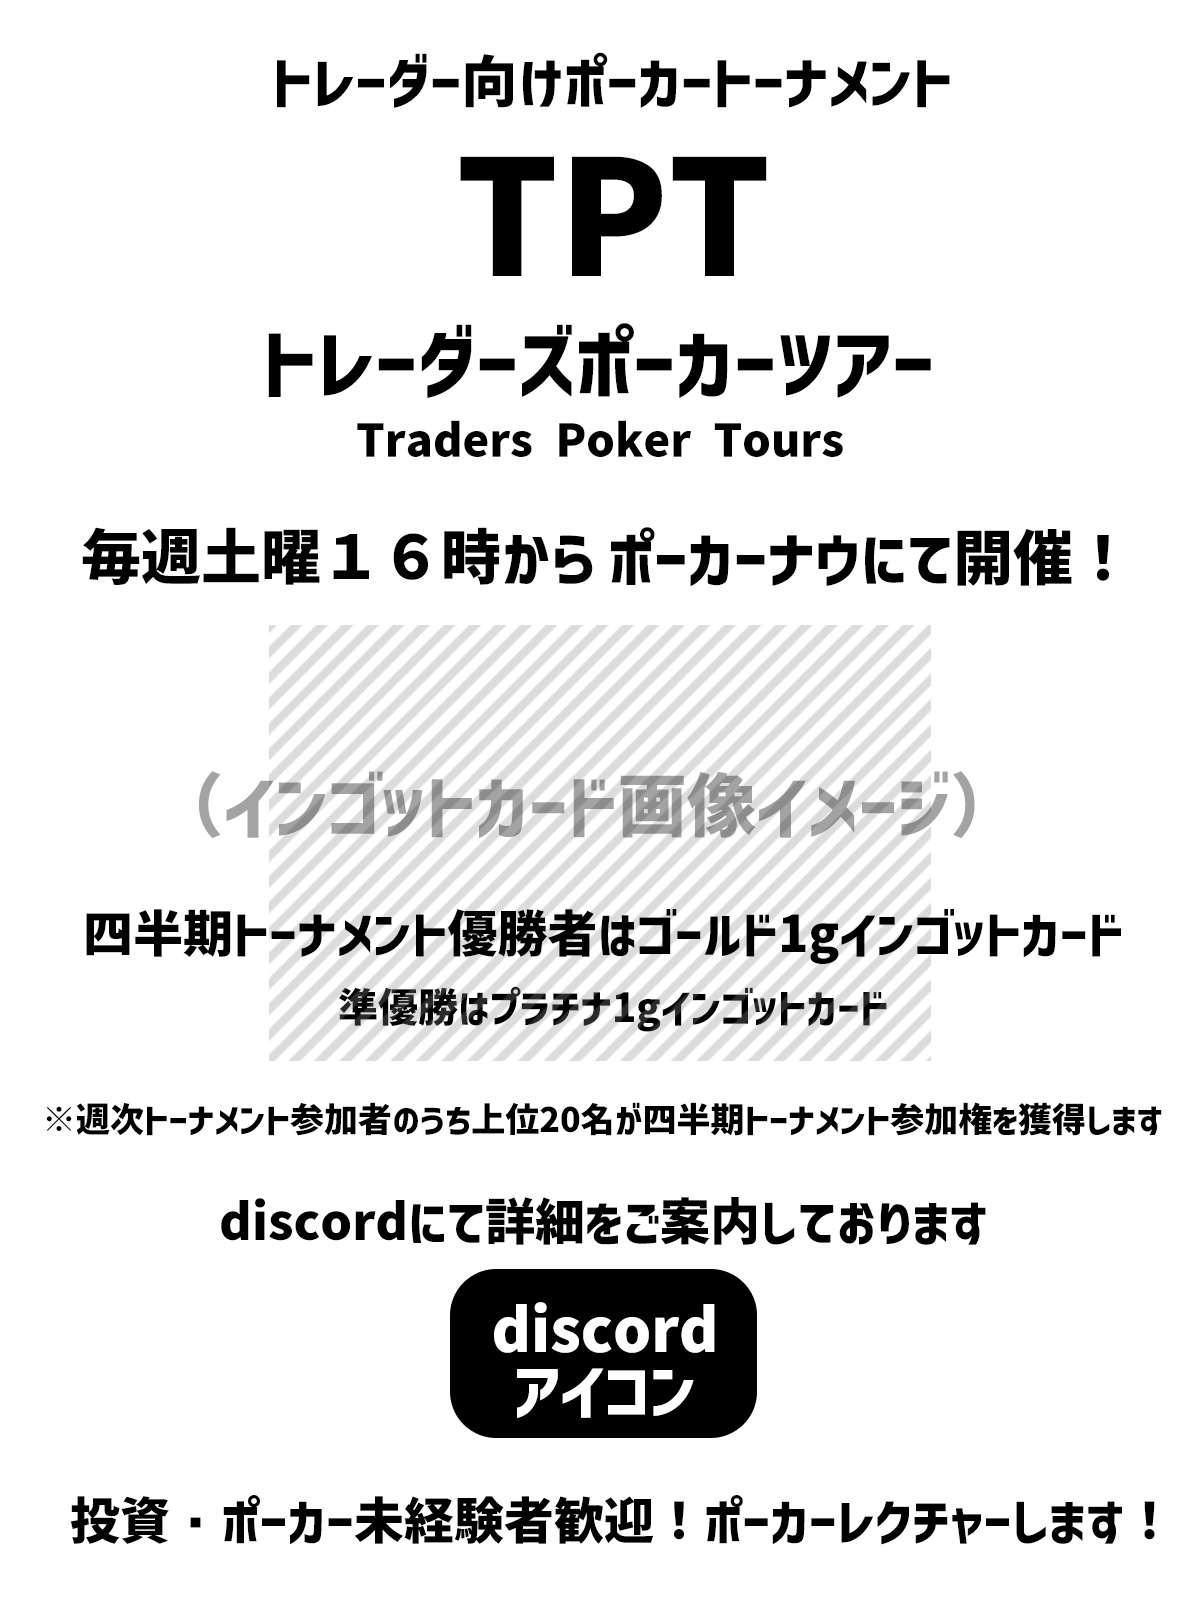 トレーダー向けポーカートーナメント
TPT
トレーダーズポーカーツアー
Traders Poker Tours
毎週土曜１６時から ポーカーナウにて開催！
（インゴットカード画像イメージ）
四半期トーナメント優勝者はゴールド1gインゴットカード
準優勝はプラチナ1gインゴットカード
※週次トーナメント参加者のうち上位20名が四半期トーナメント参加権を獲得します
discordにて詳細をご案内しております
discord
アイコン
投資・ポーカー未経験者歓迎！ポーカーレクチャーします！